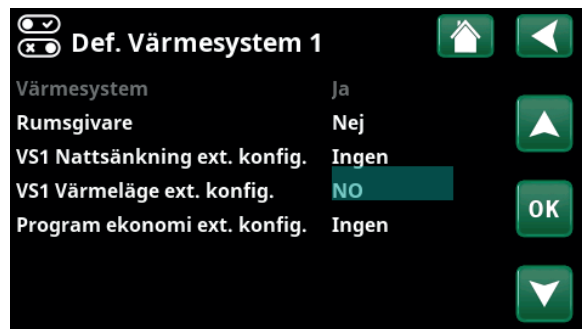 Def. Värmesystem 1
Värmesystem Ja
Rumsgivare Nej
VS1 Nattsänkning ext. konfig. Ingen
VS1 Värmeläge ext. konfig. NO
Program ekonomi ext. konfig. Ingen
OK